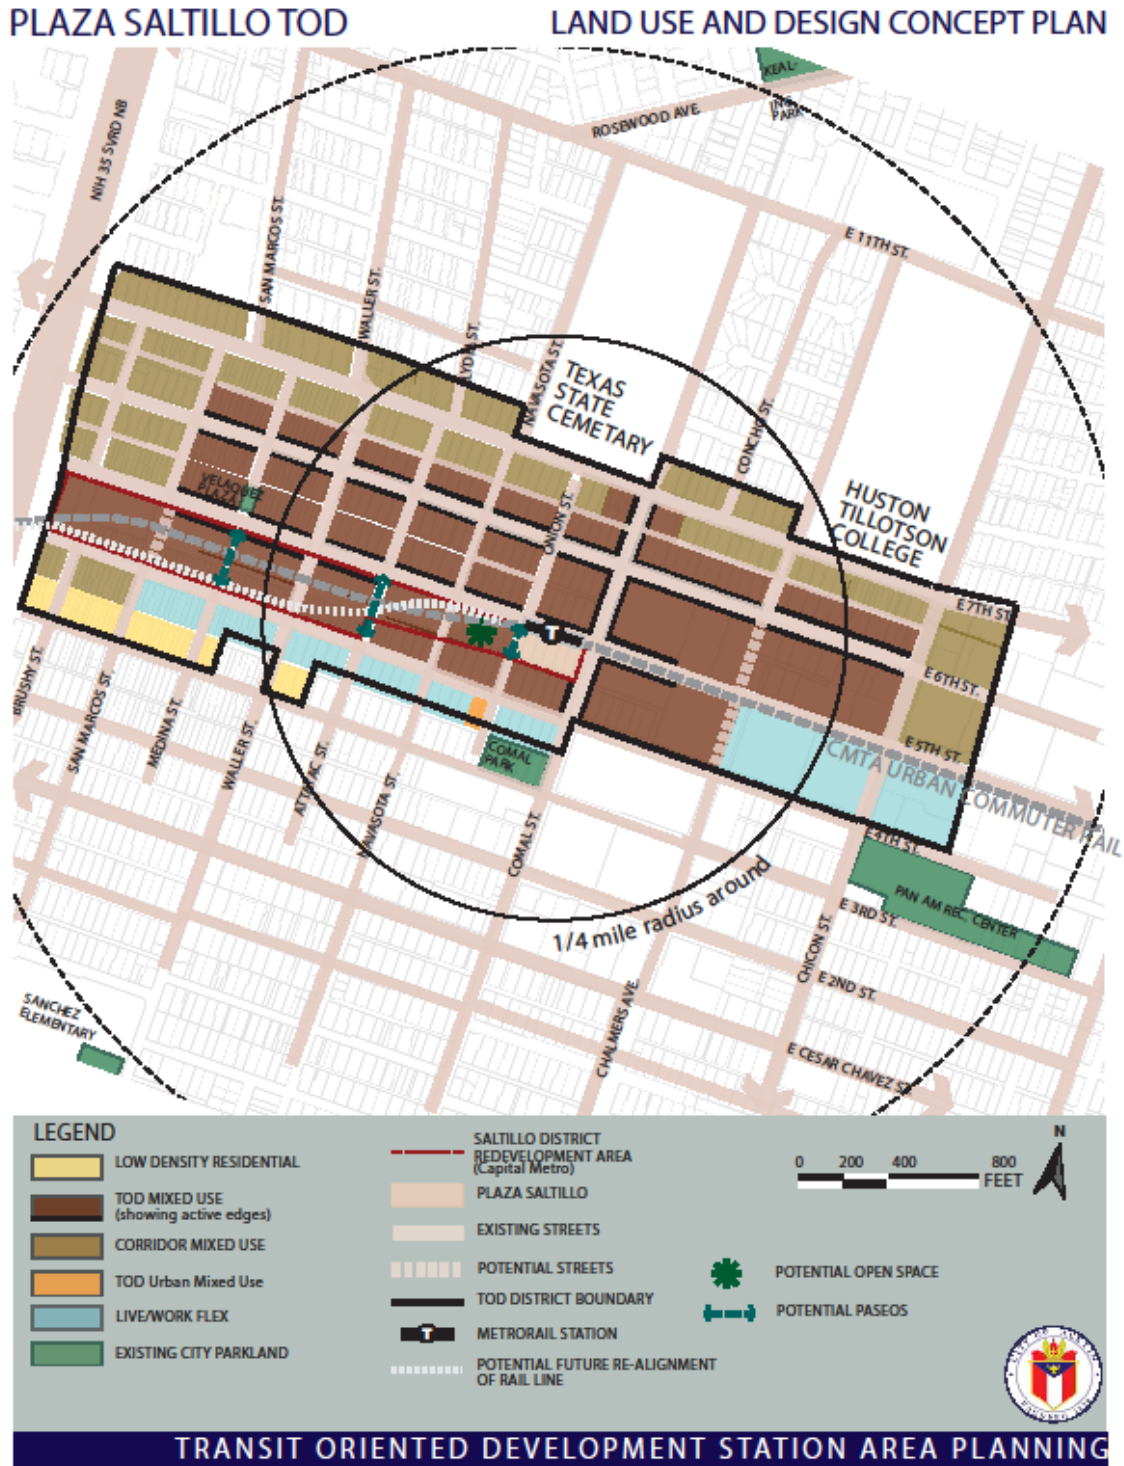 PLAZA SALTILLO TOD
LAND USE AND DESIGN CONCEPT PLAN
KEAL-
ING
PARK
ROSEWOOD AVE.
NIH 35 SVRD NB
E 11TH ST.
SAN MARCOS ST.
WALLER ST.
LYDIA ST.
NAVASOTA ST.
TEXAS
STATE
CEMETARY
CONCHO ST.
HUSTON
TILLOTSON
COLLEGE
VELAQUEZ
PLAZA
ONION ST.
T
E 7TH ST.
E 6TH ST.
E 5TH ST.
CMTA URBAN COMMUTER RAIL
BRUSHY ST.
SAN MARCOS ST.
MEDINA ST.
WALLER ST.
ATTAYAC ST.
NAVASOTA ST.
COMAL
PARK
COMAL ST.
E 4TH ST.
PAN AM REC. CENTER
E 3RD ST.
1/4 mile radius around
CHICON ST.
E 2ND ST.
CHALMERS AVE.
E CESAR CHAVEZ ST.
SANCHEZ
ELEMENTARY
LEGEND
LOW DENSITY RESIDENTIAL
TOD MIXED USE
(showing active edges)
CORRIDOR MIXED USE
TOD Urban Mixed Use
LIVE/WORK FLEX
EXISTING CITY PARKLAND
SALTILLO DISTRICT
REDEVELOPMENT AREA
(Capital Metro)
PLAZA SALTILLO
EXISTING STREETS
POTENTIAL STREETS
TOD DISTRICT BOUNDARY
T
METRORAIL STATION
POTENTIAL FUTURE RE-ALIGNMENT
OF RAIL LINE
POTENTIAL OPEN SPACE
POTENTIAL PASEOS
0 200 400 800
FEET
N
TRANSIT ORIENTED DEVELOPMENT STATION AREA PLANNING